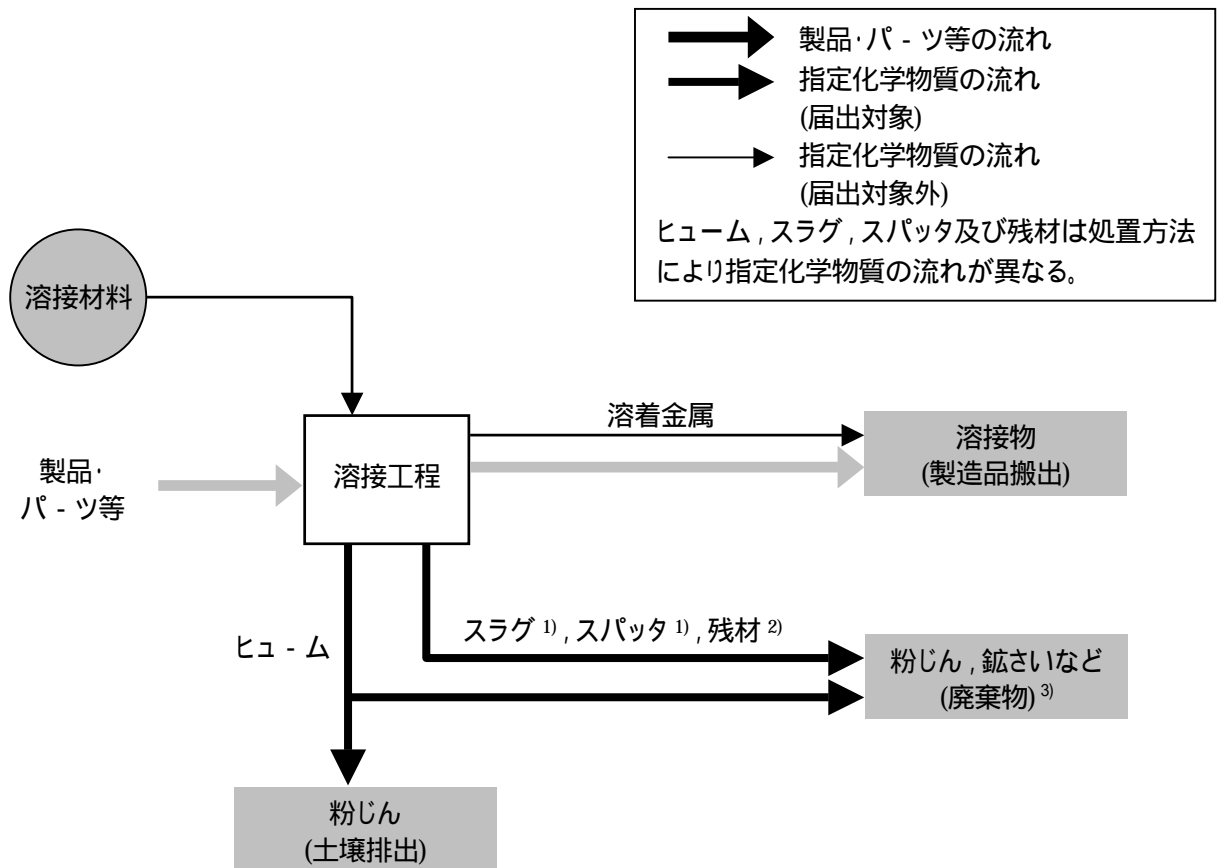 製品・パ - ツ等の流れ
指定化学物質の流れ
(届出対象)
指定化学物質の流れ
(届出対象外)
ヒューム , スラグ , スパッタ及び残材は処置方法
により指定化学物質の流れが異なる。
溶接材料
製品・
パ - ツ等
溶接工程
溶着金属
溶接物
(製造品搬出)
ヒュ - ム
スラグ 1) , スパッタ 1) , 残材 2)
粉じん , 鉱さいなど
(廃棄物) 3)
粉じん
(土壌排出)